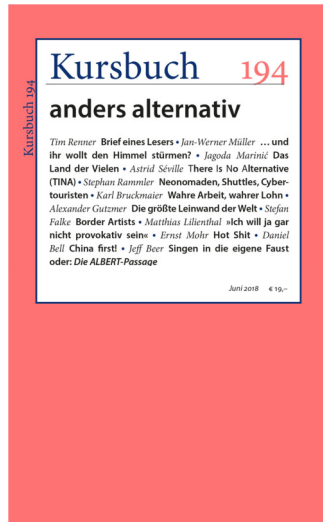 Kursbuch 194
Kursbuch 194
anders alternativ
Tim Renner Brief eines Lesers • Jan-Werner Müller … und
ihr wollt den Himmel stürmen? • Jagoda Marinić Das
Land der Vielen • Astrid Séville There Is No Alternative
(TINA) • Stephan Rammler Neonomaden, Shuttles, Cyber-
touristen • Karl Bruckmaier Wahre Arbeit, wahrer Lohn •
Alexander Gutzmer Die größte Leinwand der Welt • Stefan
Falke Border Artists • Matthias Lilienthal »Ich will ja gar
nicht provokativ sein« • Ernst Mohr Hot Shit • Daniel
Bell China first! • Jeff Beer Singen in die eigene Faust
oder: Die ALBERT-Passage
Juni 2018 € 19,–